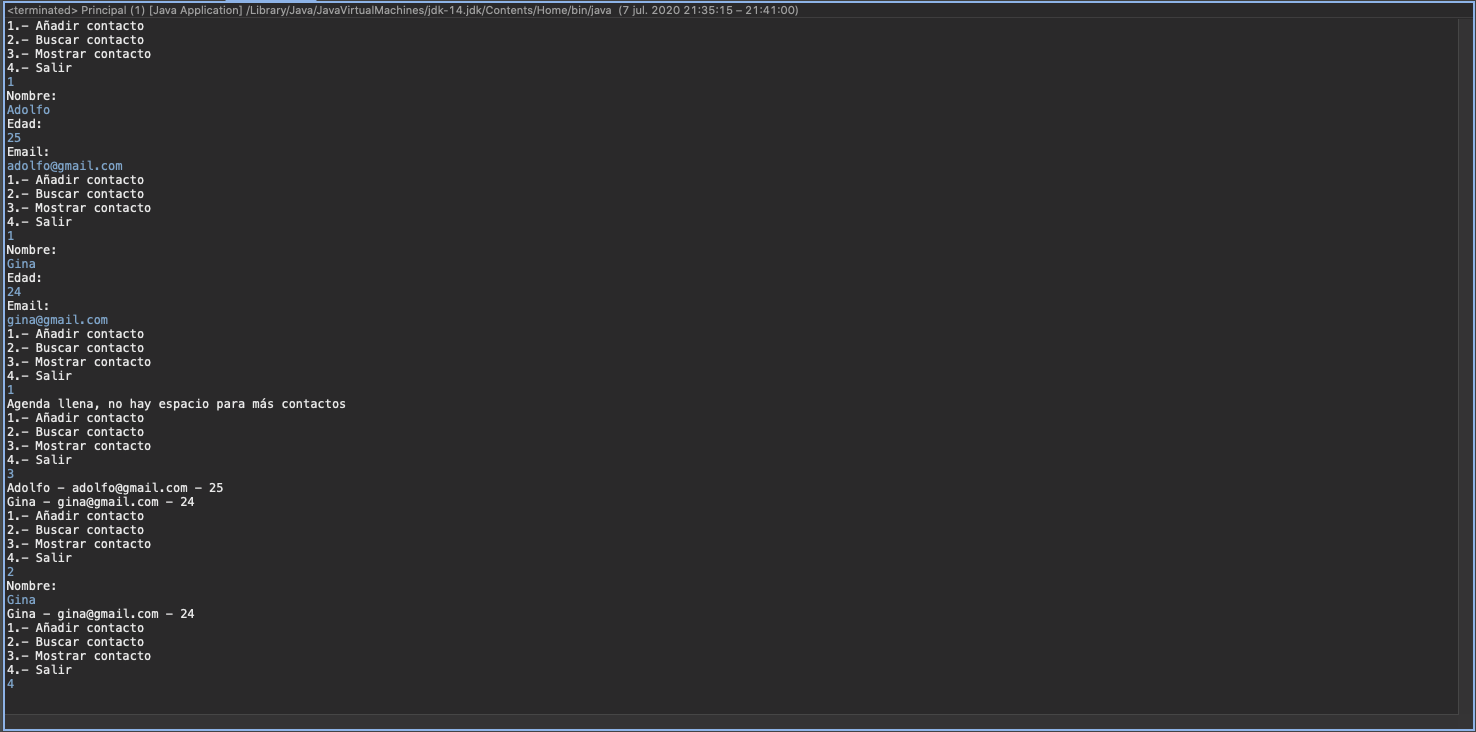 <terminated> Principal (1) [Java Application] /Library/Java/JavaVirtualMachines/jdk-14.jdk/Contents/Home/bin/java (7 jul. 2020 21:35:15 – 21:41:00)
1.- Añadir contacto
2.- Buscar contacto
3.- Mostrar contacto
4.- Salir
1
Nombre:
Adolfo
Edad:
25
Email:
adolfo@gmail.com
1.- Añadir contacto
2.- Buscar contacto
3.- Mostrar contacto
4.- Salir
1
Nombre:
Gina
Edad:
24
Email:
gina@gmail.com
1.- Añadir contacto
2.- Buscar contacto
3.- Mostrar contacto
4.- Salir
1
Agenda llena, no hay espacio para más contactos
1.- Añadir contacto
2.- Buscar contacto
3.- Mostrar contacto
4.- Salir
3
Adolfo - adolfo@gmail.com - 25
Gina - gina@gmail.com - 24
1.- Añadir contacto
2.- Buscar contacto
3.- Mostrar contacto
4.- Salir
2
Nombre:
Gina
Gina - gina@gmail.com - 24
1.- Añadir contacto
2.- Buscar contacto
3.- Mostrar contacto
4.- Salir
4